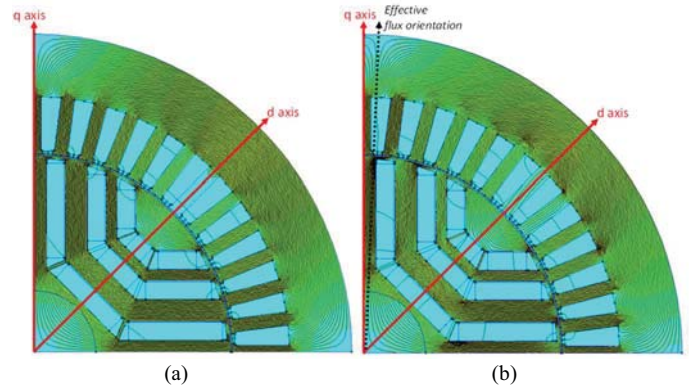 q axis
d axis
q axis
Effective
flux orientation
d axis
(a)
(b)